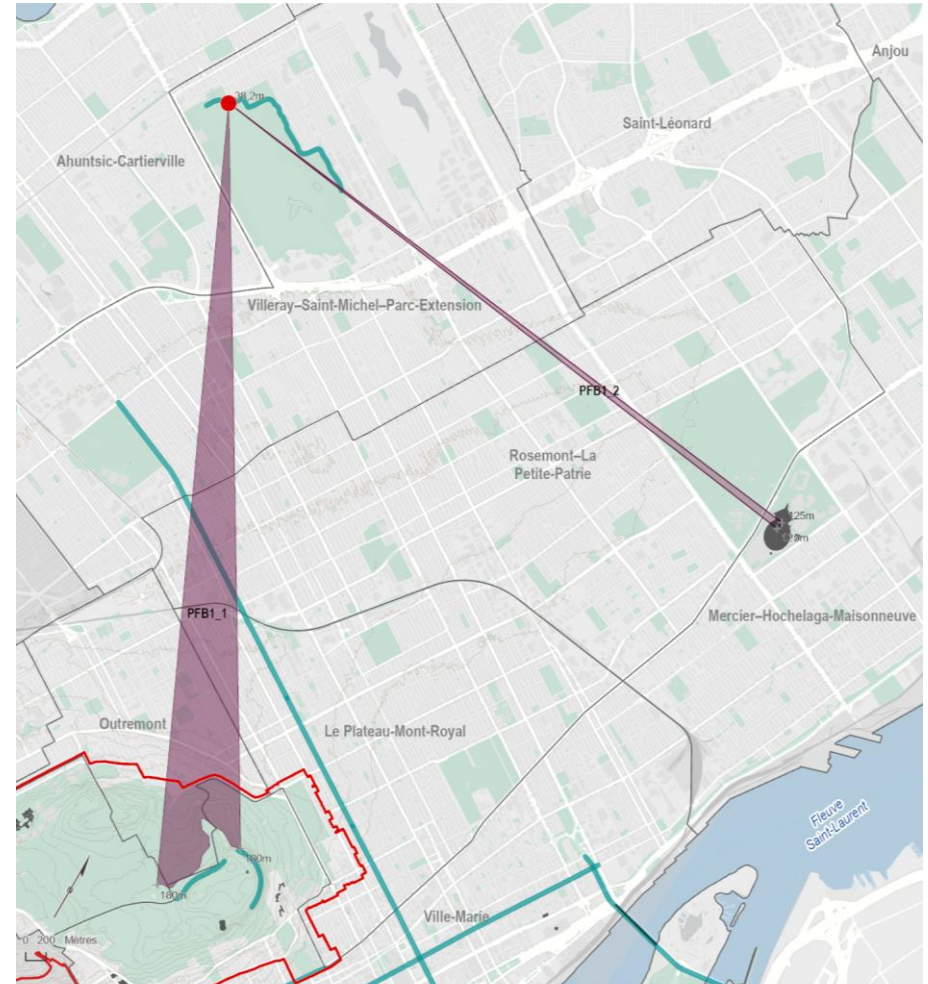 Anjou
38,2m
Saint-Léonard
Ahuntsic-Cartierville
Villeray–Saint-Michel–Parc-Extension
PFB1_2
Rosemont–La
Petite-Patrie
125m
PFB1_1
Mercier–Hochelaga-Maisonneuve
Outremont
Le Plateau-Mont-Royal
Fleuve
Saint-Laurent
180m
Ville-Marie
0 200 Mètres